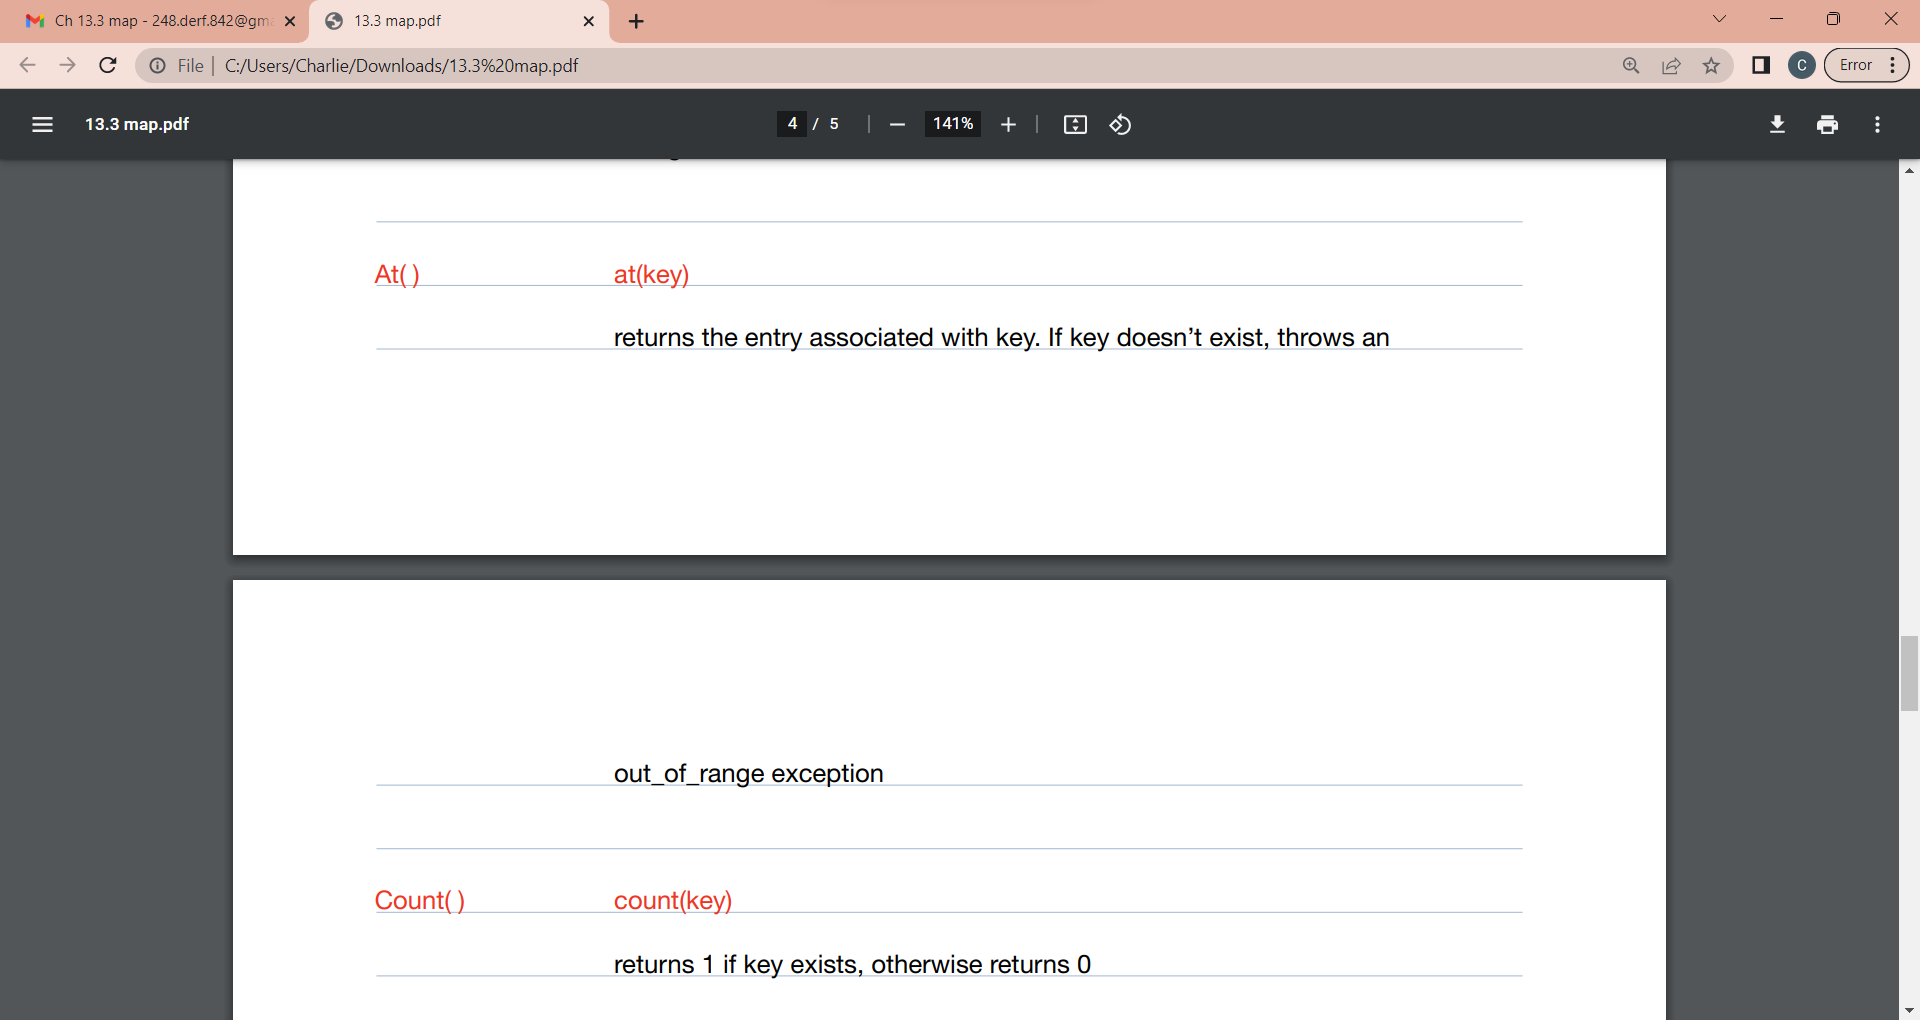 Ch 13.3 map - 248.derf.842@gm
13.3 map.pdf
File | C:/Users/Charlie/Downloads/13.3%20map.pdf
C
Error
13.3 map.pdf
4 / 5
141%
At( ) at(key)
returns the entry associated with key. If key doesn’t exist, throws an
out_of_range exception
Count( ) count(key)
returns 1 if key exists, otherwise returns 0